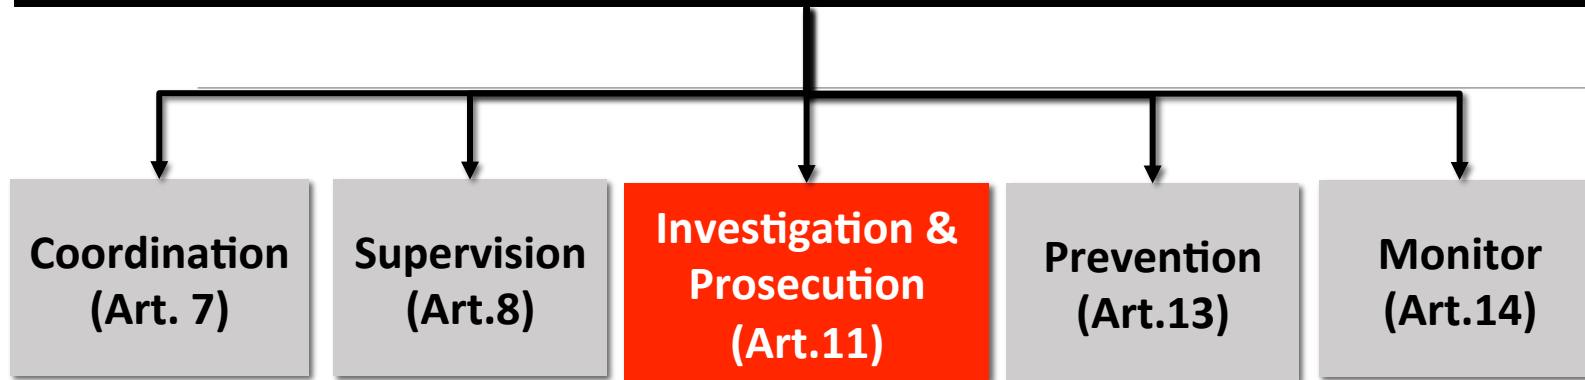 Coordination
(Art. 7)
Supervision
(Art.8)
Investigation &
Prosecution
(Art.11)
Prevention
(Art.13)
Monitor
(Art.14)